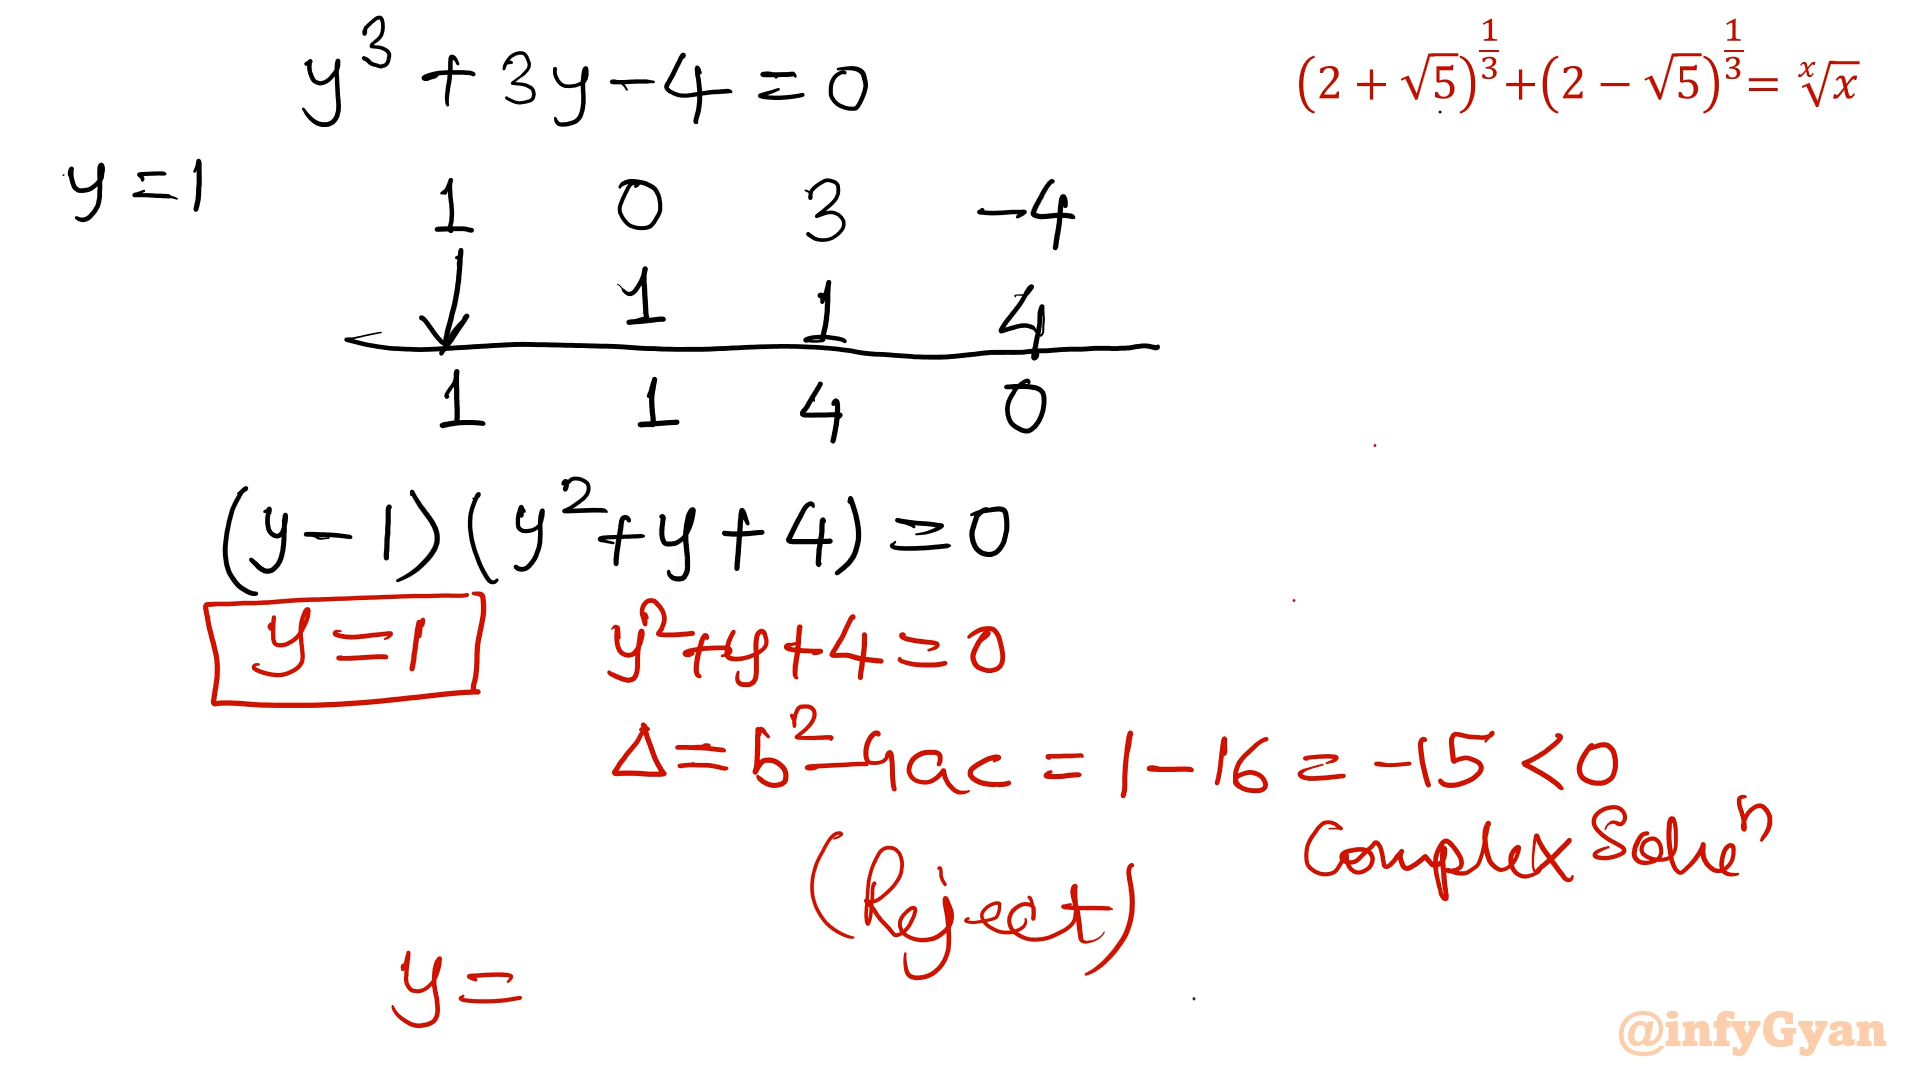 y³ + 3y - 4 = 0
(2 + √5)^(1/3) + (2 - √5)^(1/3) = ˣ√x
y = 1
1 0 3 -4
1 1 4
1 1 4 0
(y - 1)(y² + y + 4) = 0
y = 1 y² + y + 4 = 0
Δ = b² - 4ac = 1 - 16 = -15 < 0
Complex Soluⁿ
(Reject)
y =
@infyGyan